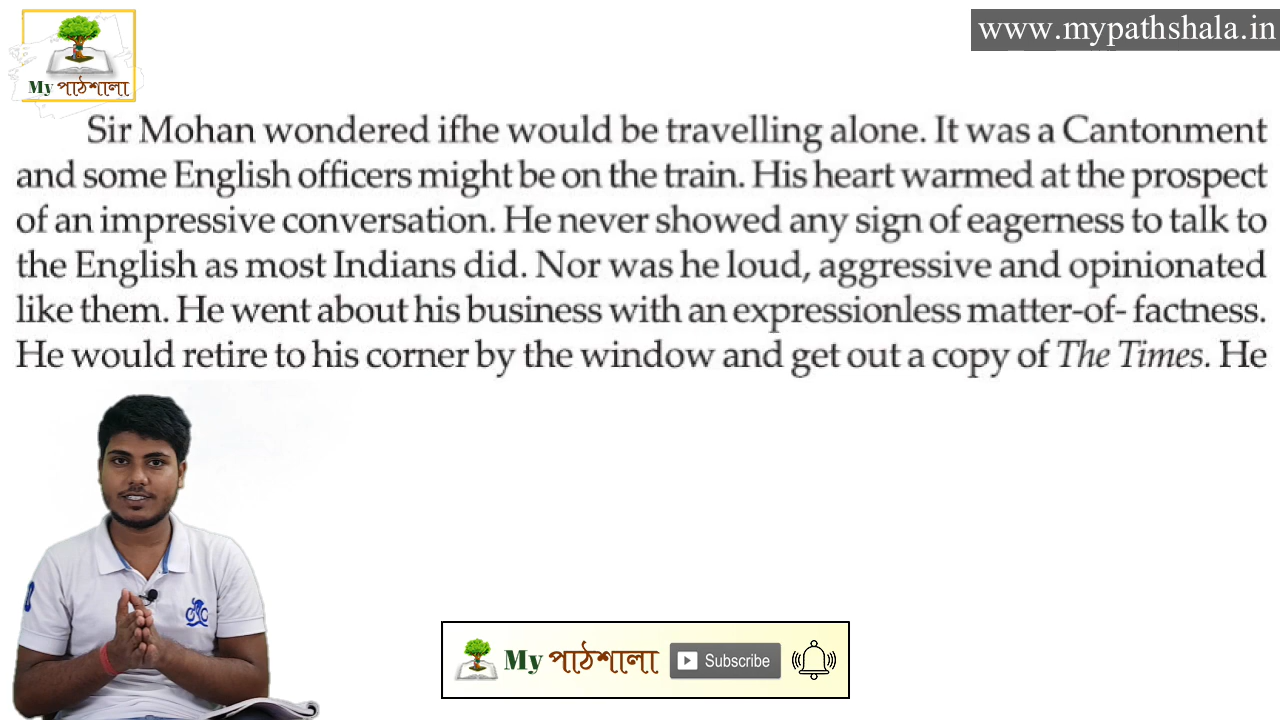 www.mypathshala.in
My পাঠশালা
Sir Mohan wondered ifhe would be travelling alone. It was a Cantonment
and some English officers might be on the train. His heart warmed at the prospect
of an impressive conversation. He never showed any sign of eagerness to talk to
the English as most Indians did. Nor was he loud, aggressive and opinionated
like them. He went about his business with an expressionless matter-of- factness.
He would retire to his corner by the window and get out a copy of The Times. He
My পাঠশালা Subscribe